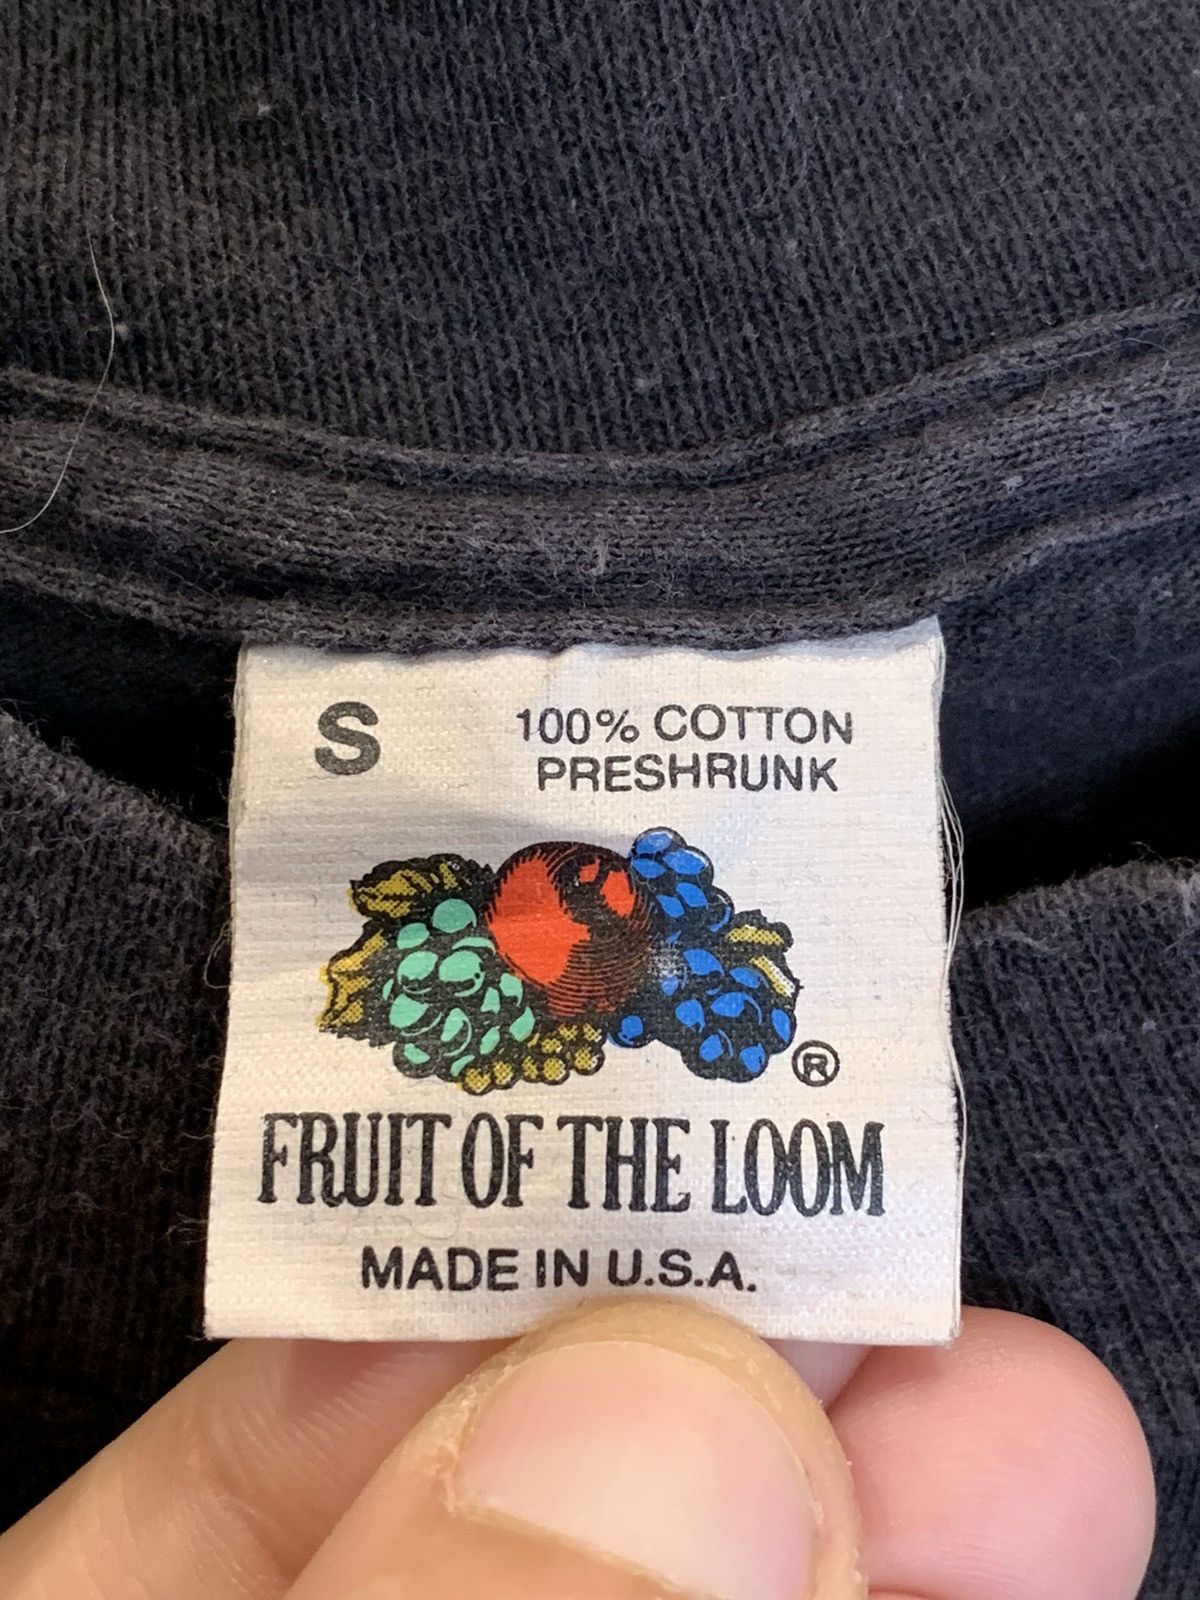 S
100% COTTON
PRESHRUNK
®
FRUIT OF THE LOOM
MADE IN U.S.A.